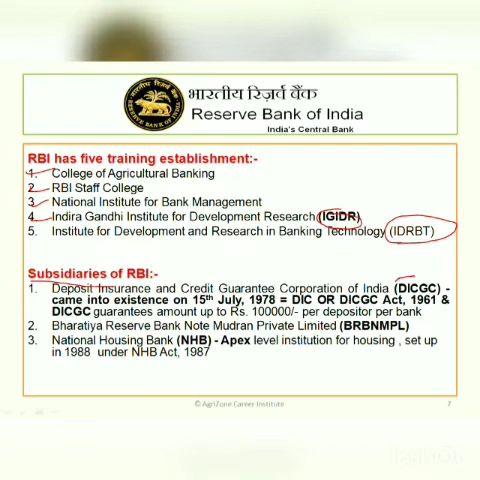 भारतीय रिज़र्व बैंक
Reserve Bank of India
India's Central Bank
RBI has five training establishment:-
1. College of Agricultural Banking
2. RBI Staff College
3. National Institute for Bank Management
4. Indira Gandhi Institute for Development Research (IGIDR)
5. Institute for Development and Research in Banking Technology (IDRBT)
Subsidiaries of RBI:-
1. Deposit Insurance and Credit Guarantee Corporation of India (DICGC) -
came into existence on 15th July, 1978 = DIC OR DICGC Act, 1961 &
DICGC guarantees amount up to Rs. 100000/- per depositor per bank
2. Bharatiya Reserve Bank Note Mudran Private Limited (BRBNMPL)
3. National Housing Bank (NHB) - Apex level institution for housing , set up
in 1988 under NHB Act, 1987
© AgriZone Career Institute
7